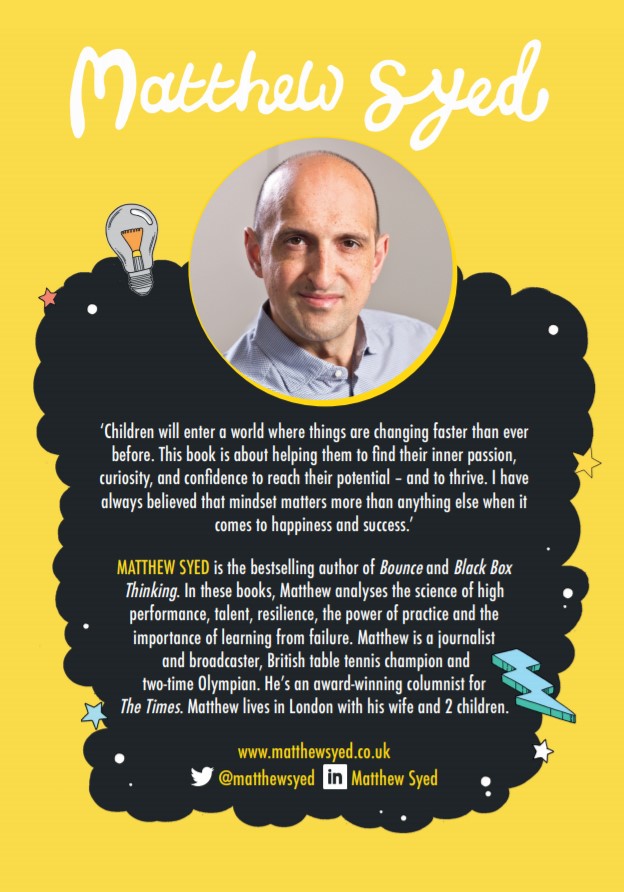 Matthew Syed
‘Children will enter a world where things are changing faster than ever
before. This book is about helping them to find their inner passion,
curiosity, and confidence to reach their potential – and to thrive. I have
always believed that mindset matters more than anything else when it
comes to happiness and success.’
MATTHEW SYED is the bestselling author of Bounce and Black Box
Thinking. In these books, Matthew analyses the science of high
performance, talent, resilience, the power of practice and the
importance of learning from failure. Matthew is a journalist
and broadcaster, British table tennis champion and
two-time Olympian. He’s an award-winning columnist for
The Times. Matthew lives in London with his wife and 2 children.
www.matthewsyed.co.uk
@matthewsyed in Matthew Syed